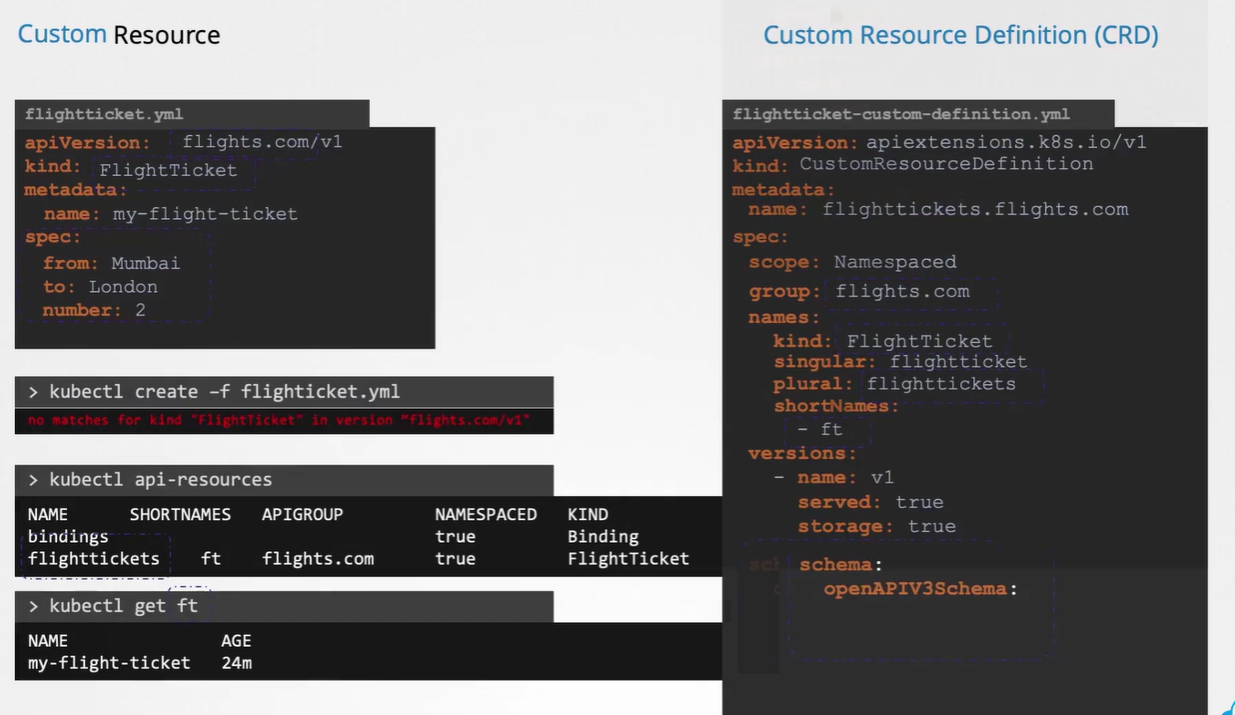 Custom Resource
flightticket.yml
apiVersion: flights.com/v1
kind: FlightTicket
metadata:
name: my-flight-ticket
spec:
from: Mumbai
to: London
number: 2
> kubectl create –f flighticket.yml
no matches for kind “FlightTicket” in version “flights.com/v1”
> kubectl api-resources
NAME SHORTNAMES APIGROUP NAMESPACED KIND
bindings true Binding
flighttickets ft flights.com true FlightTicket
> kubectl get ft
NAME AGE
my-flight-ticket 24m
Custom Resource Definition (CRD)
flightticket-custom-definition.yml
apiVersion: apiextensions.k8s.io/v1
kind: CustomResourceDefinition
metadata:
name: flighttickets.flights.com
spec:
scope: Namespaced
group: flights.com
names:
kind: FlightTicket
singular: flightticket
plural: flighttickets
shortNames:
- ft
versions:
- name: v1
served: true
storage: true
schema:
openAPIV3Schema: